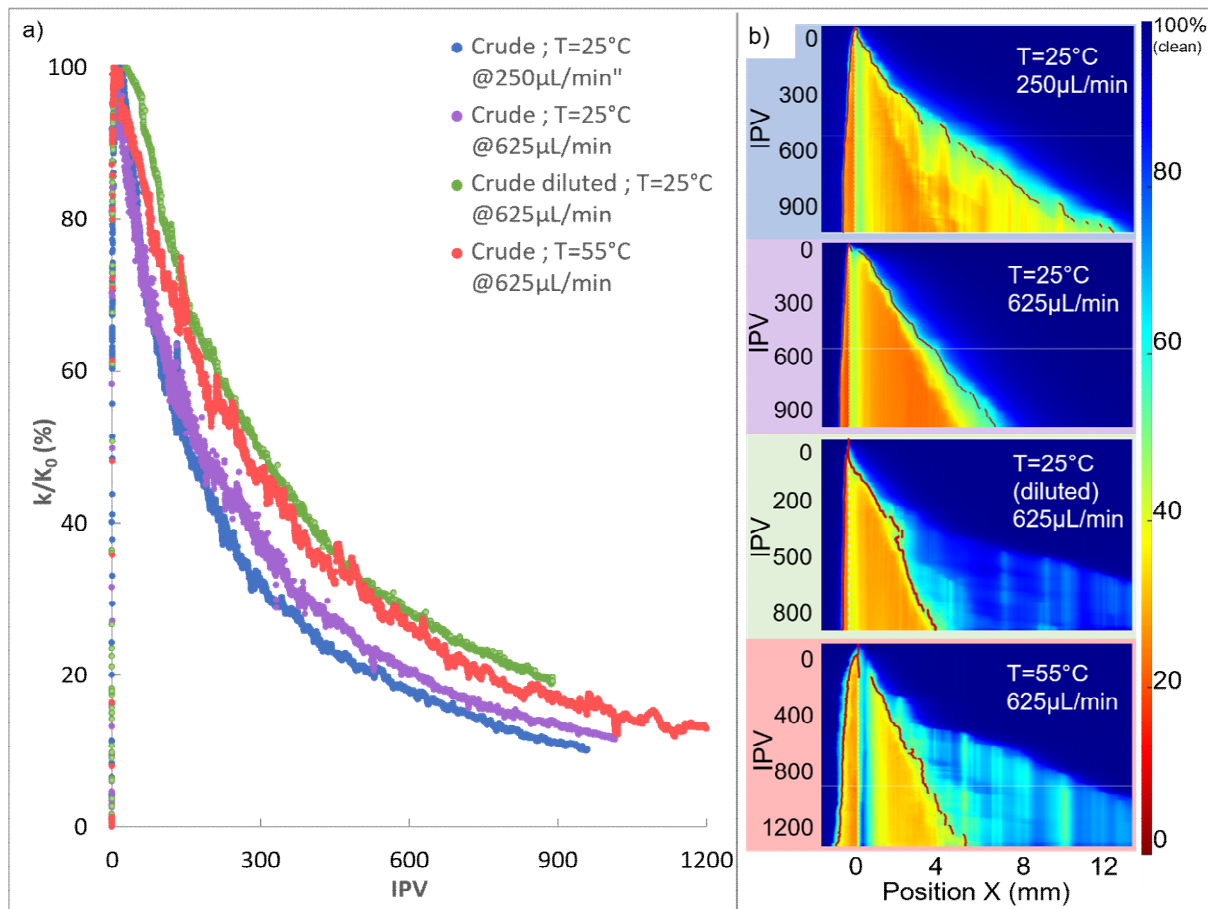 a)
Crude ; T=25°C
@250µL/min"
Crude ; T=25°C
@625µL/min
Crude diluted ; T=25°C
@625µL/min
Crude ; T=55°C
@625µL/min
100
80
60
40
20
0
k/K₀ (%)
0 300 600 900 1200
IPV
b)
T=25°C
250µL/min
0
300
600
900
IPV
T=25°C
625µL/min
0
300
600
900
IPV
T=25°C
(diluted)
625µL/min
0
200
500
800
IPV
T=55°C
625µL/min
0
400
800
1200
IPV
0 4 8 12
Position X (mm)
100%
(clean)
80
60
40
20
0